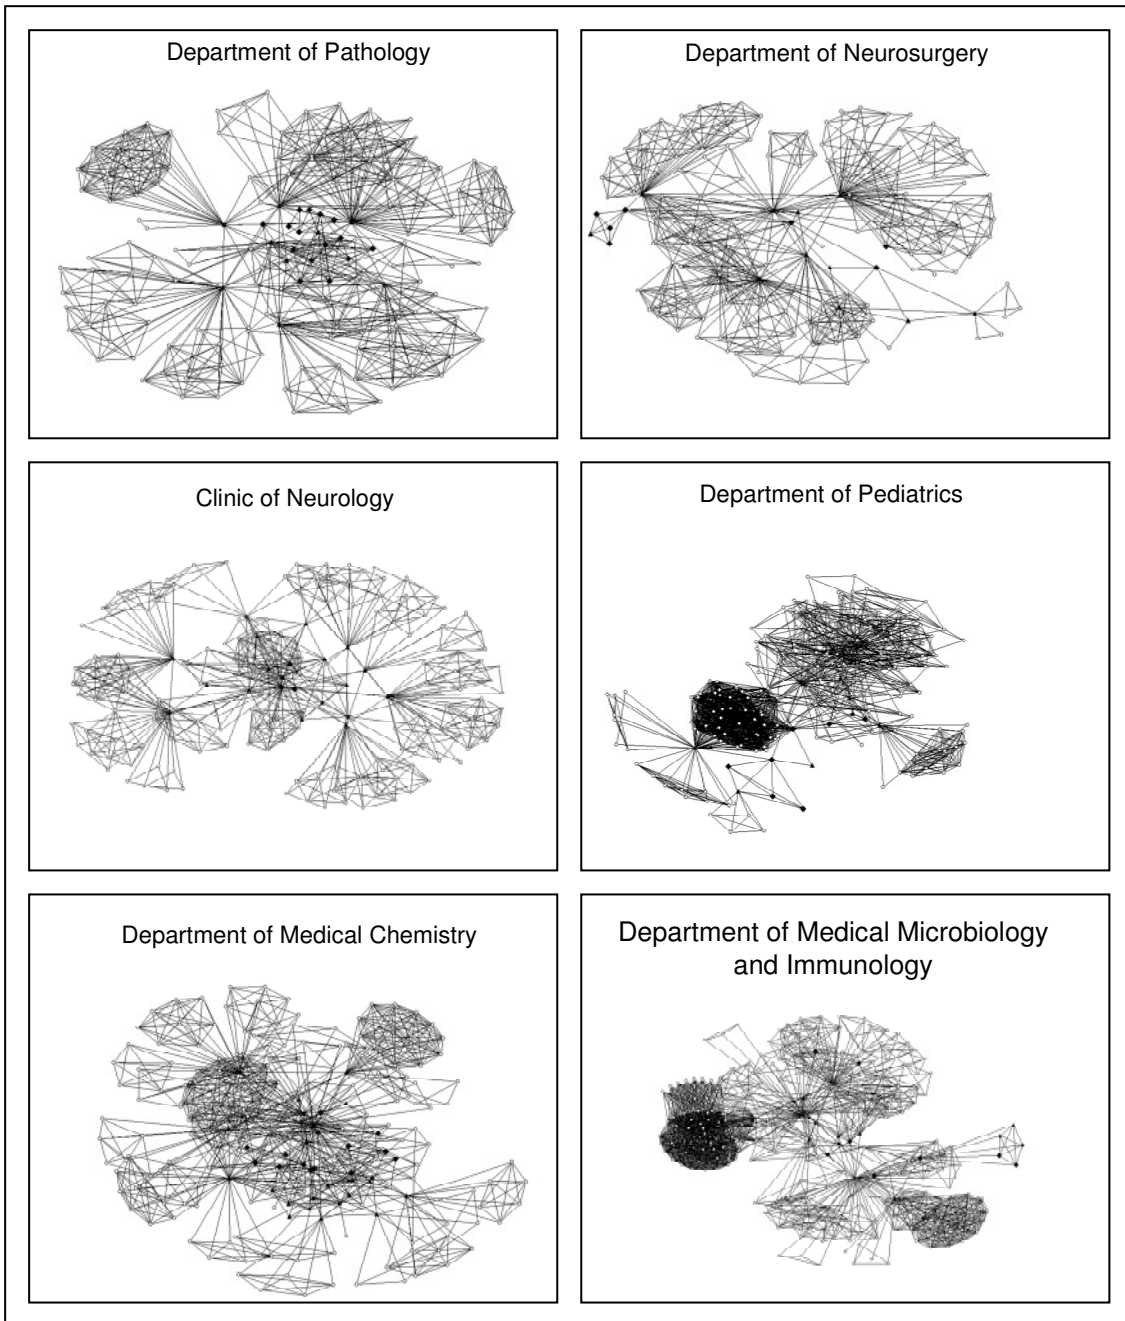 Department of Pathology
Department of Neurosurgery
Clinic of Neurology
Department of Pediatrics
Department of Medical Chemistry
Department of Medical Microbiology
and Immunology